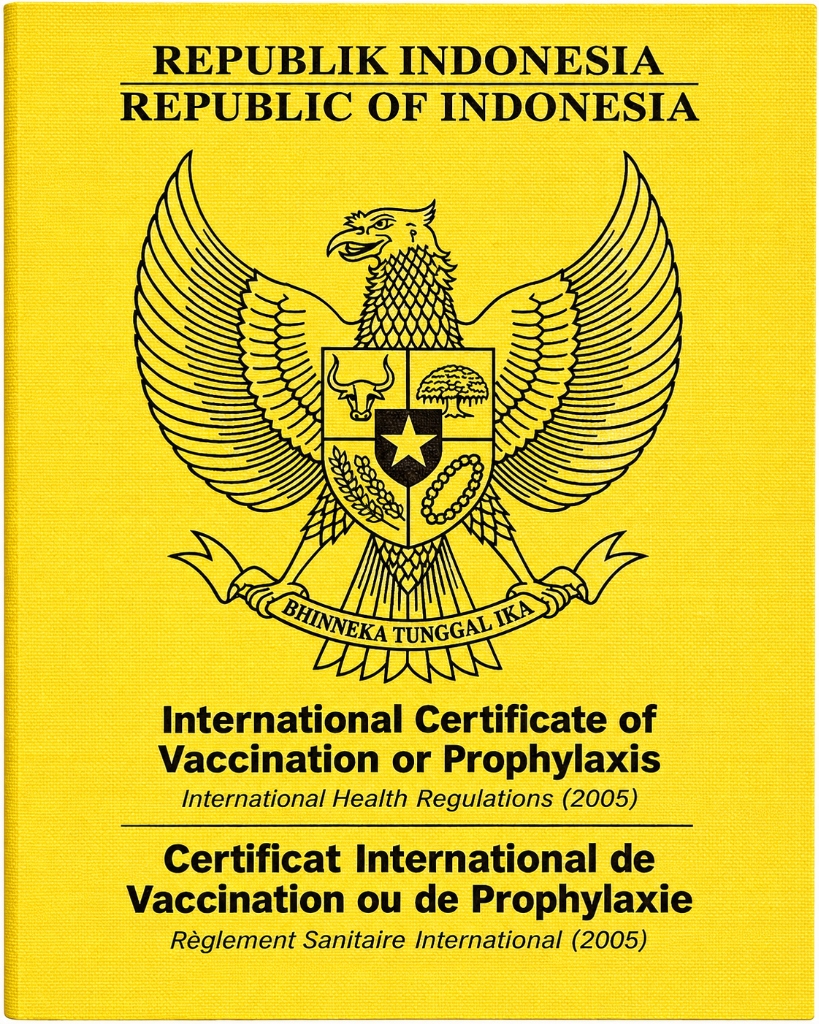 REPUBLIK INDONESIA
REPUBLIC OF INDONESIA
BHINNEKA TUNGGAL IKA
International Certificate of
Vaccination or Prophylaxis
International Health Regulations (2005)
Certificat International de
Vaccination ou de Prophylaxie
Règlement Sanitaire International (2005)